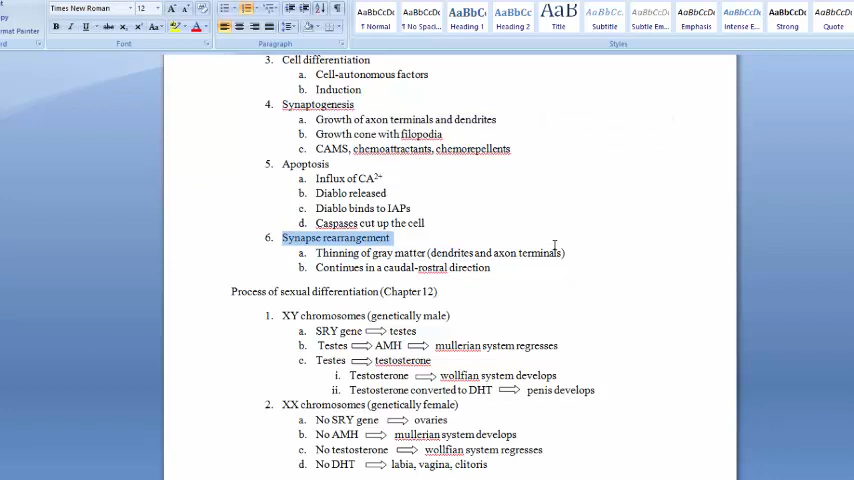 opy
Times New Roman
12
ormat Painter
Font
Paragraph
Styles
AaBbCcDc
AaBbCcDc
AaBbC
AaBbCc
AaB
AaBbCc
AaBbCcDc
AaBbCcDc
AaBbCcDc
AaBbCcDc
¶ Normal
¶ No Spaci...
Heading 1
Heading 2
Title
Subtitle
Subtle Em...
Emphasis
Intense E...
Strong
Quote
3. Cell differentiation
a. Cell-autonomous factors
b. Induction
4. Synaptogenesis
a. Growth of axon terminals and dendrites
b. Growth cone with filopodia
c. CAMS, chemoattractants, chemorepellents
5. Apoptosis
a. Influx of CA2+
b. Diablo released
c. Diablo binds to IAPs
d. Caspases cut up the cell
6. Synapse rearrangement
a. Thinning of gray matter (dendrites and axon terminals)
b. Continues in a caudal-rostral direction
Process of sexual differentiation (Chapter 12)
1. XY chromosomes (genetically male)
a. SRY gene ⇒ testes
b. Testes ⇒ AMH ⇒ mullerian system regresses
c. Testes ⇒ testosterone
i. Testosterone ⇒ wolffian system develops
ii. Testosterone converted to DHT ⇒ penis develops
2. XX chromosomes (genetically female)
a. No SRY gene ⇒ ovaries
b. No AMH ⇒ mullerian system develops
c. No testosterone ⇒ wolffian system regresses
d. No DHT ⇒ labia, vagina, clitoris